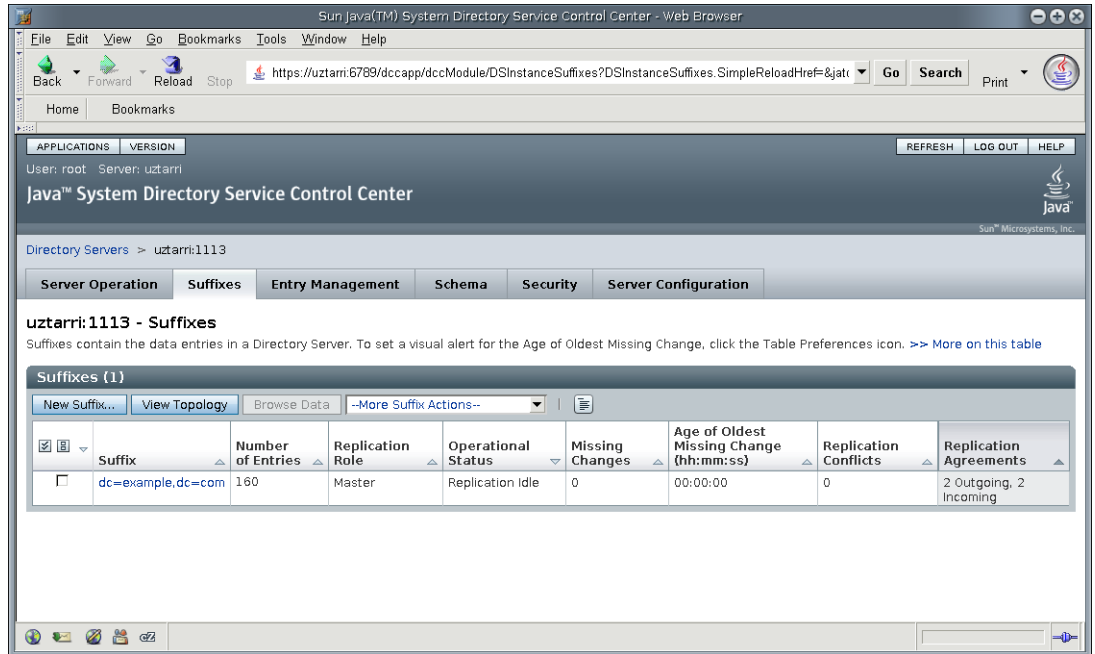 Sun Java(TM) System Directory Service Control Center - Web Browser
File Edit View Go Bookmarks Tools Window Help
Back Forward Reload Stop https://uztarri:6789/dccapp/dccModule/DSInstanceSuffixes?DSInstanceSuffixes.SimpleReloadHref=&jatc Go Search Print
Home Bookmarks
APPLICATIONS VERSION REFRESH LOG OUT HELP
User: root Server: uztarri
Java™ System Directory Service Control Center
Java™
Sun™ Microsystems, Inc.
Directory Servers > uztarri:1113
Server Operation Suffixes Entry Management Schema Security Server Configuration
uztarri:1113 - Suffixes
Suffixes contain the data entries in a Directory Server. To set a visual alert for the Age of Oldest Missing Change, click the Table Preferences icon. >> More on this table
Suffixes (1)
New Suffix... View Topology Browse Data --More Suffix Actions--
Suffix
Number of Entries
Replication Role
Operational Status
Missing Changes
Age of Oldest Missing Change (hh:mm:ss)
Replication Conflicts
Replication Agreements
dc=example,dc=com 160 Master Replication Idle 0 00:00:00 0 2 Outgoing, 2
Incoming